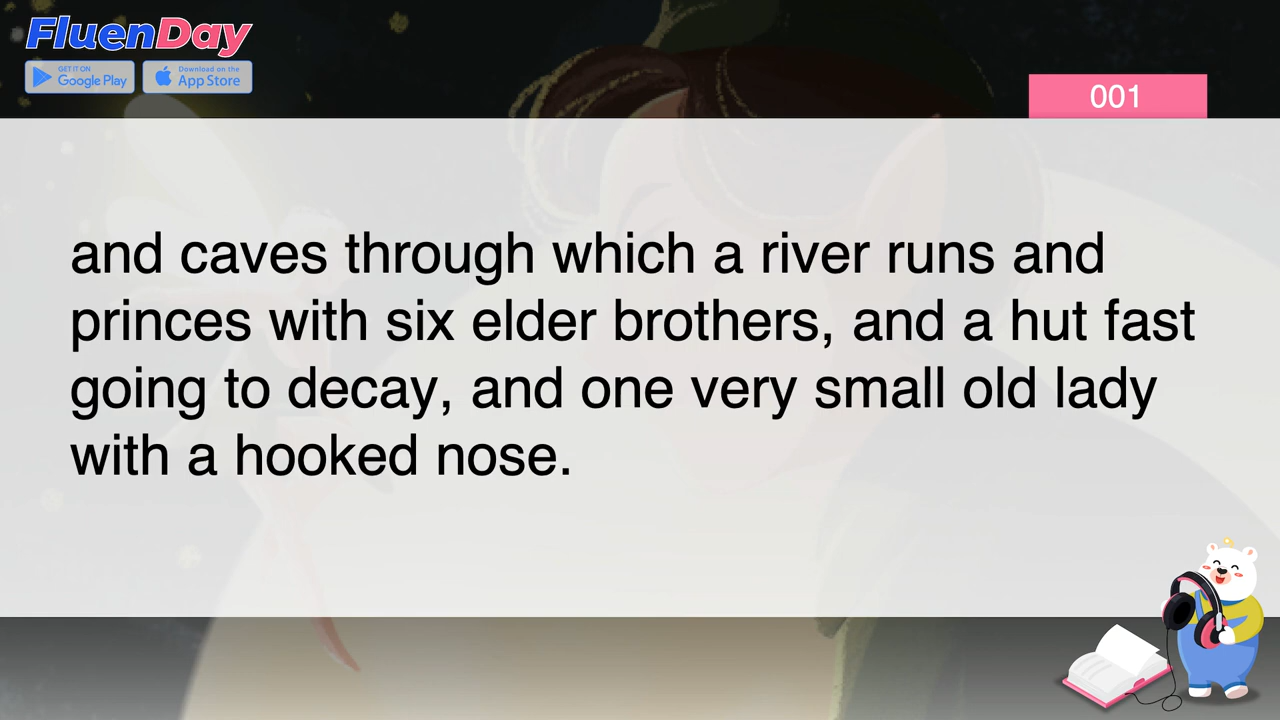 FluenDay
GET IT ON
Google Play
Download on the
App Store
001
and caves through which a river runs and
princes with six elder brothers, and a hut fast
going to decay, and one very small old lady
with a hooked nose.